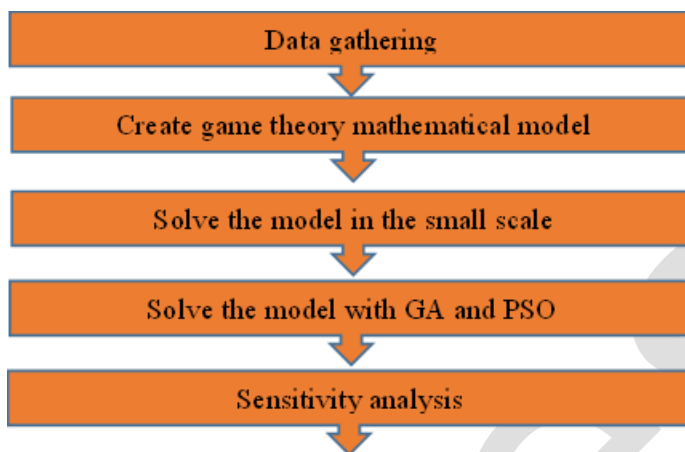 Data gathering
Create game theory mathematical model
Solve the model in the small scale
Solve the model with GA and PSO
Sensitivity analysis